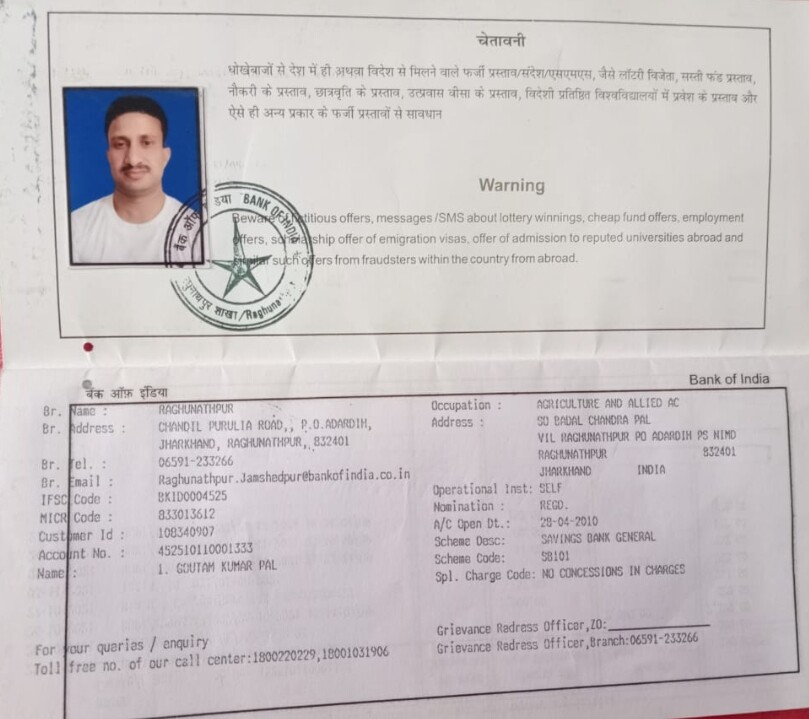 चेतावनी
धोखेबाजों से देश में ही अथवा विदेश से मिलने वाले फर्जी प्रस्ताव/संदेश/एसएमएस, जैसे लॉटरी विजेता, सस्ती फंड प्रस्ताव,
नौकरी के प्रस्ताव, छात्रवृति के प्रस्ताव, उत्प्रवास वीसा के प्रस्ताव, विदेशी प्रतिष्ठित विश्वविद्यालयों में प्रवेश के प्रस्ताव और
ऐसे ही अन्य प्रकार के फर्जी प्रस्तावों से सावधान
Warning
Beware of fictitious offers, messages /SMS about lottery winnings, cheap fund offers, employment
offers, scholarship offer of emigration visas, offer of admission to reputed universities abroad and
similar such offers from fraudsters within the country from abroad.
बैंक ऑफ इंडिया BANK OF INDIA
रघुनाथपुर शाखा/Raghuna
बैंक ऑफ़ इंडिया
Bank of India
Br. Name : RAGHUNATHPUR
Br. Address : CHANDIL PURULIA ROAD,, P.O.ADARDIH,
JHARKHAND, RAGHUNATHPUR,, 832401
Br. Tel. : 06591-233266
Br. Email : Raghunathpur.Jamshedpur@bankofindia.co.in
IFSC Code : BKID0004525
MICR Code : 833013612
Customer Id : 108340907
Account No. : 452510110001333
Name : 1. GOUTAM KUMAR PAL
Occupation : AGRICULTURE AND ALLIED AC
Address : SO BADAL CHANDRA PAL
VIL RAGHUNATHPUR PO ADARDIH PS NIMD
RAGHUNATHPUR 832401
JHARKHAND INDIA
Operational Inst: SELF
Nomination : REGD.
A/C Open Dt.: 28-04-2010
Scheme Desc: SAVINGS BANK GENERAL
Scheme Code: SB101
Spl. Charge Code: NO CONCESSIONS IN CHARGES
For your queries / enquiry
Toll free no. of our call center:1800220229,18001031906
Grievance Redress Officer,ZO:
Grievance Redress Officer,Branch:06591-233266